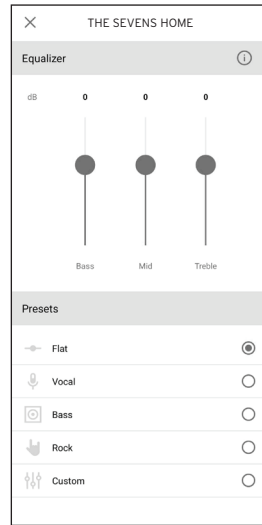 THE SEVENS HOME
Equalizer
dB 0 0 0
Bass Mid Treble
Presets
Flat
Vocal
Bass
Rock
Custom